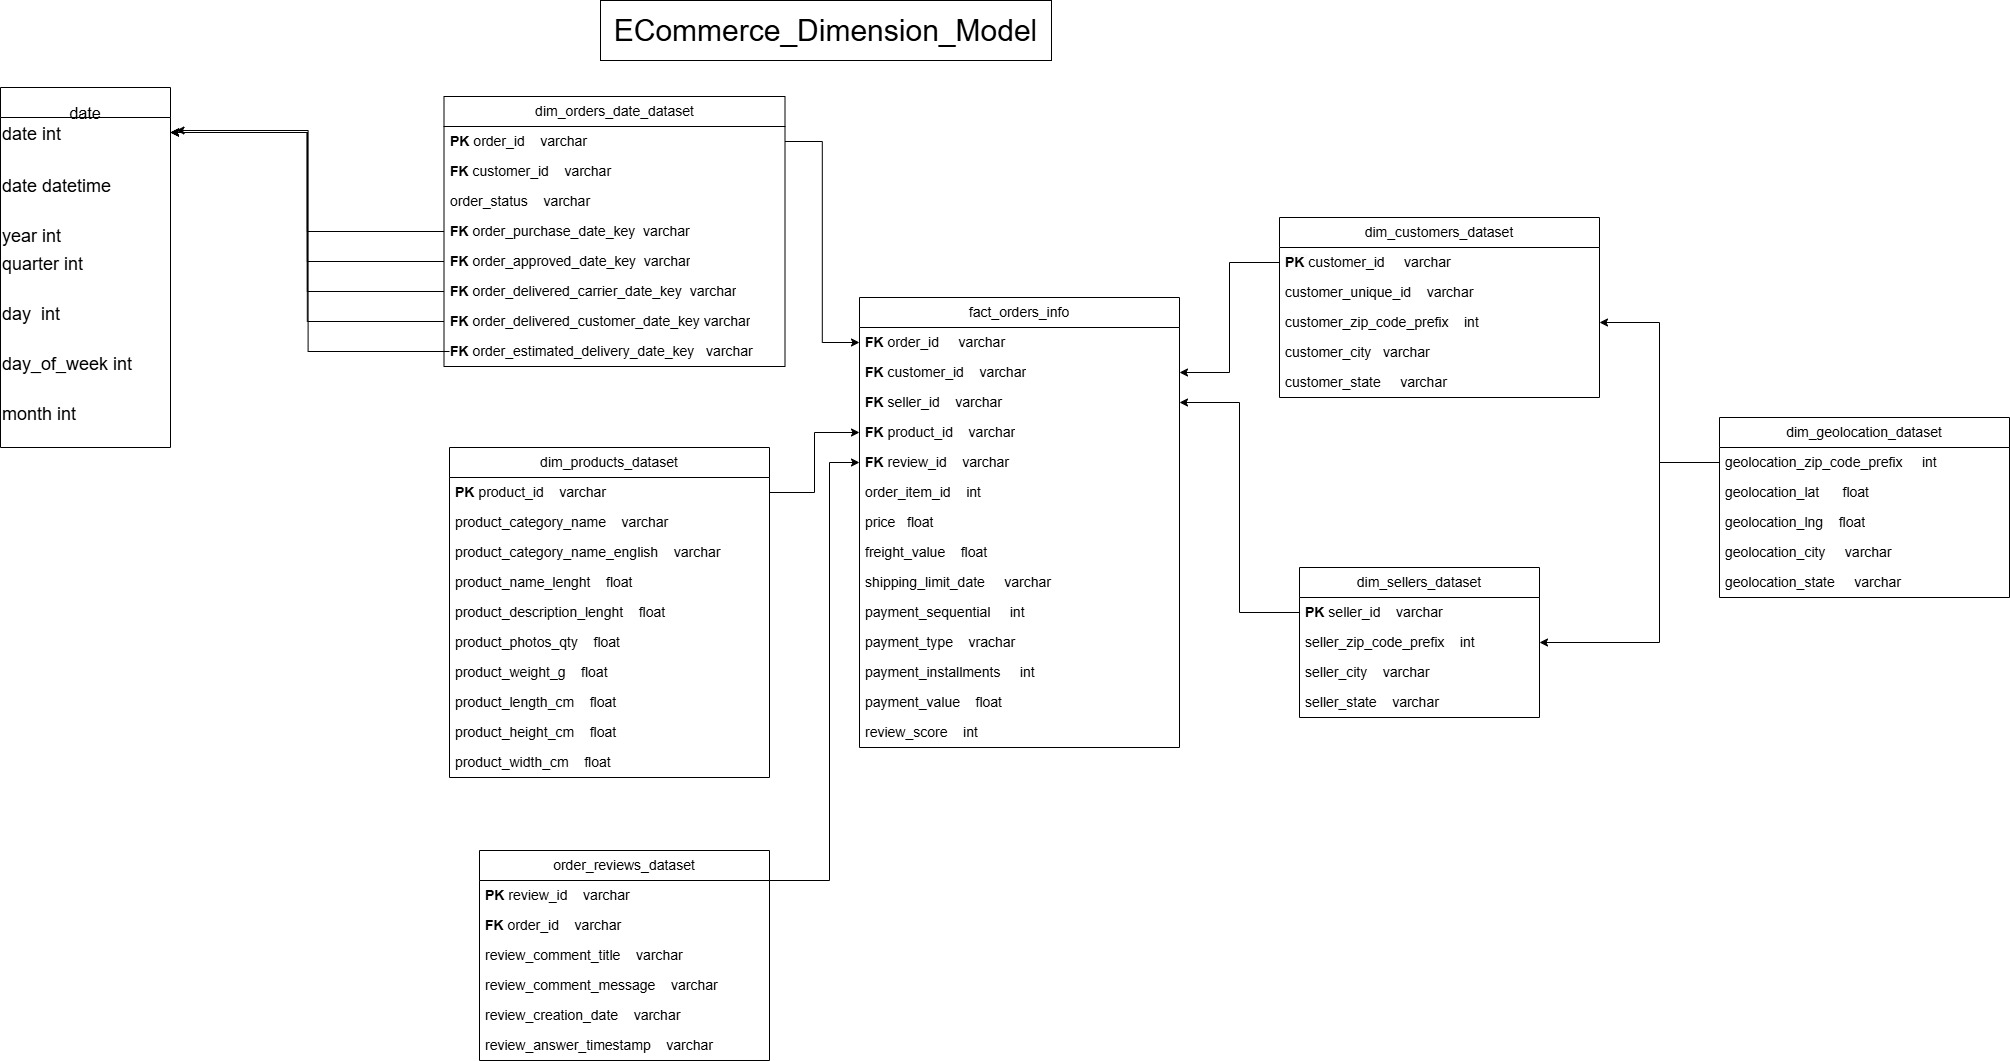 ECommerce_Dimension_Model
date
date int
date datetime
year int
quarter int
day int
day_of_week int
month int
dim_orders_date_dataset
PK order_id varchar
FK customer_id varchar
order_status varchar
FK order_purchase_date_key varchar
FK order_approved_date_key varchar
FK order_delivered_carrier_date_key varchar
FK order_delivered_customer_date_key varchar
FK order_estimated_delivery_date_key varchar
dim_products_dataset
PK product_id varchar
product_category_name varchar
product_category_name_english varchar
product_name_lenght float
product_description_lenght float
product_photos_qty float
product_weight_g float
product_length_cm float
product_height_cm float
product_width_cm float
order_reviews_dataset
PK review_id varchar
FK order_id varchar
review_comment_title varchar
review_comment_message varchar
review_creation_date varchar
review_answer_timestamp varchar
fact_orders_info
FK order_id varchar
FK customer_id varchar
FK seller_id varchar
FK product_id varchar
FK review_id varchar
order_item_id int
price float
freight_value float
shipping_limit_date varchar
payment_sequential int
payment_type vrachar
payment_installments int
payment_value float
review_score int
dim_customers_dataset
PK customer_id varchar
customer_unique_id varchar
customer_zip_code_prefix int
customer_city varchar
customer_state varchar
dim_sellers_dataset
PK seller_id varchar
seller_zip_code_prefix int
seller_city varchar
seller_state varchar
dim_geolocation_dataset
geolocation_zip_code_prefix int
geolocation_lat float
geolocation_lng float
geolocation_city varchar
geolocation_state varchar